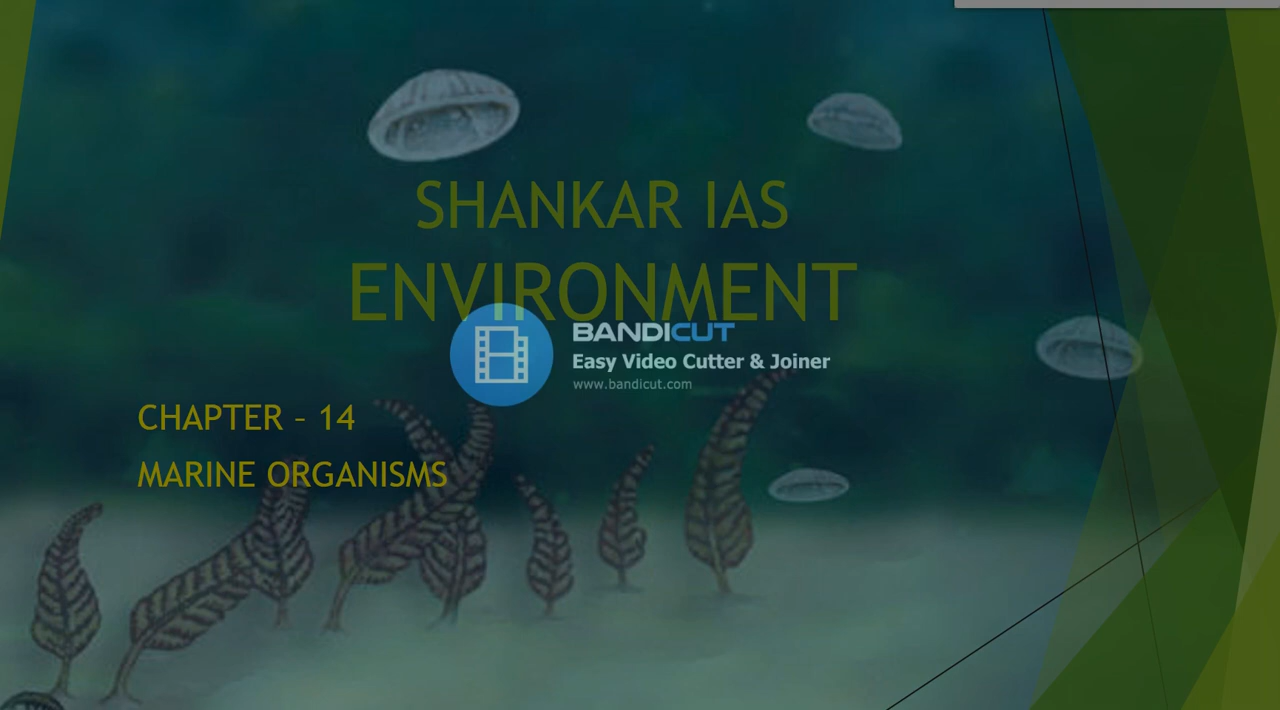 SHANKAR IAS
ENVIRONMENT
BANDICUT
Easy Video Cutter & Joiner
www.bandicut.com
CHAPTER – 14
MARINE ORGANISMS